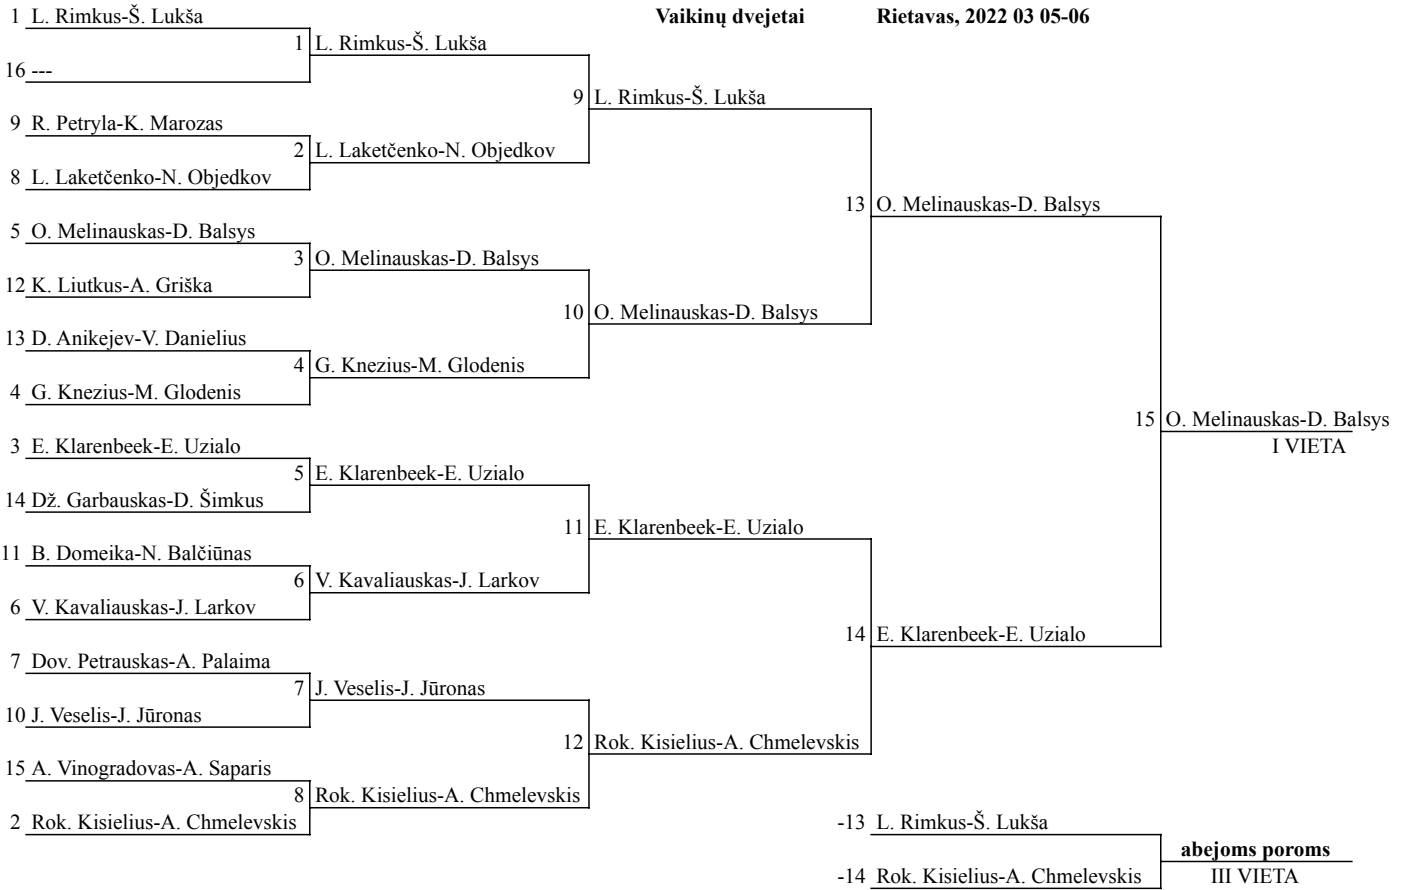 Vaikinų dvejetai Rietavas, 2022 03 05-06
1 L. Rimkus-Š. Lukša
1 L. Rimkus-Š. Lukša
16 ---
9 L. Rimkus-Š. Lukša
9 R. Petryla-K. Marozas
2 L. Laketčenko-N. Objedkov
8 L. Laketčenko-N. Objedkov
13 O. Melinauskas-D. Balsys
5 O. Melinauskas-D. Balsys
3 O. Melinauskas-D. Balsys
12 K. Liutkus-A. Griška
10 O. Melinauskas-D. Balsys
13 D. Anikejev-V. Danielius
4 G. Knezius-M. Glodenis
4 G. Knezius-M. Glodenis
15 O. Melinauskas-D. Balsys
I VIETA
3 E. Klarenbeek-E. Uzialo
5 E. Klarenbeek-E. Uzialo
14 Dž. Garbauskas-D. Šimkus
11 E. Klarenbeek-E. Uzialo
11 B. Domeika-N. Balčiūnas
6 V. Kavaliauskas-J. Larkov
6 V. Kavaliauskas-J. Larkov
14 E. Klarenbeek-E. Uzialo
7 Dov. Petrauskas-A. Palaima
7 J. Veselis-J. Jūronas
10 J. Veselis-J. Jūronas
12 Rok. Kisielius-A. Chmelevskis
15 A. Vinogradovas-A. Saparis
8 Rok. Kisielius-A. Chmelevskis
2 Rok. Kisielius-A. Chmelevskis
-13 L. Rimkus-Š. Lukša
abejoms poroms
-14 Rok. Kisielius-A. Chmelevskis
III VIETA